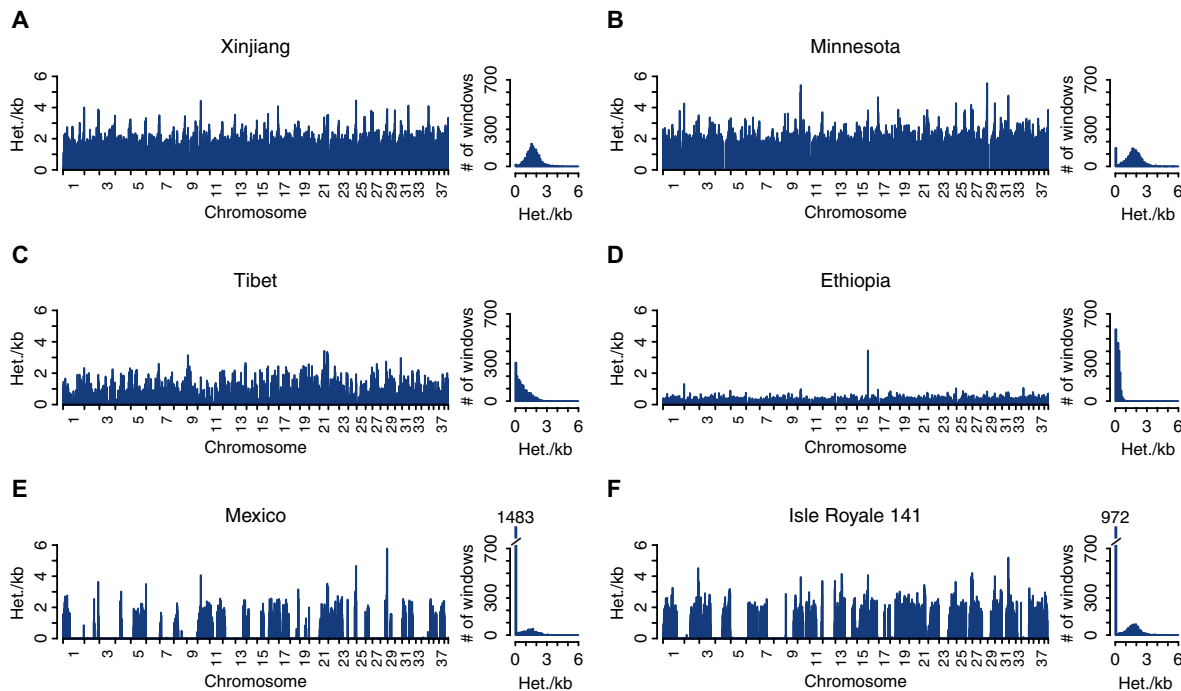 A
Xinjiang
Het./kb
0 2 4 6
1 3 5 7 9 11 13 15 17 19 21 23 25 27 29 31 33 37
Chromosome
# of windows
0 300 700
0 3 6
Het./kb
B
Minnesota
Het./kb
0 2 4 6
1 3 5 7 9 11 13 15 17 19 21 23 25 27 29 31 33 37
Chromosome
# of windows
0 300 700
0 3 6
Het./kb
C
Tibet
Het./kb
0 2 4 6
1 3 5 7 9 11 13 15 17 19 21 23 25 27 29 31 33 37
Chromosome
# of windows
0 300 700
0 3 6
Het./kb
D
Ethiopia
Het./kb
0 2 4 6
1 3 5 7 9 11 13 15 17 19 21 23 25 27 29 31 33 37
Chromosome
# of windows
0 300 700
0 3 6
Het./kb
E
Mexico
Het./kb
0 2 4 6
1 3 5 7 9 11 13 15 17 19 21 23 25 27 29 31 33 37
Chromosome
1483
# of windows
0 300 700
0 3 6
Het./kb
F
Isle Royale 141
Het./kb
0 2 4 6
1 3 5 7 9 11 13 15 17 19 21 23 25 27 29 31 33 37
Chromosome
972
# of windows
0 300 700
0 3 6
Het./kb